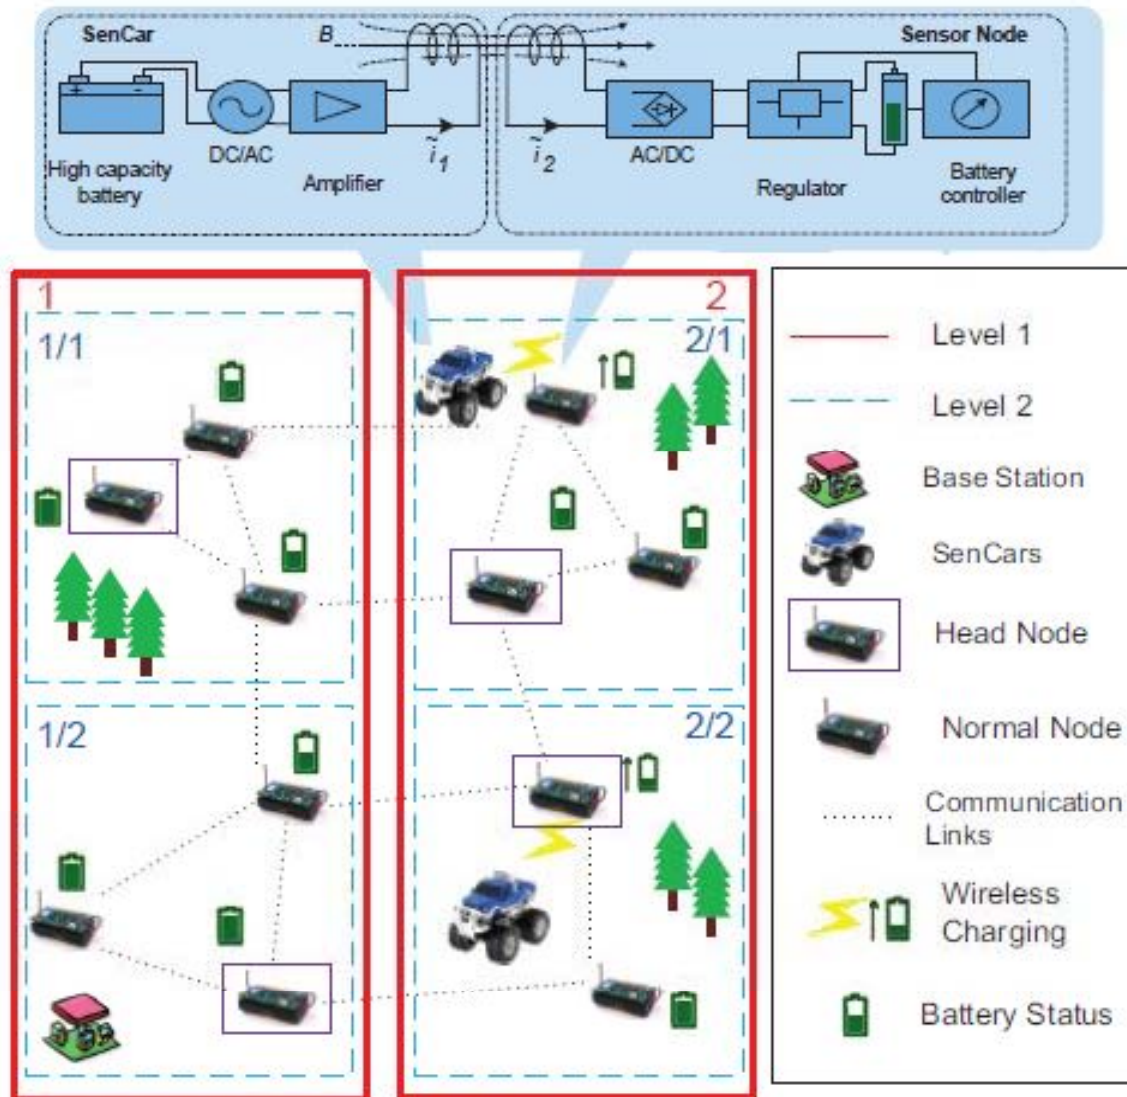 SenCar
B
Sensor Node
+ -
DC/AC
ĩ1
ĩ2
AC/DC
High capacity
battery
Amplifier
Regulator
Battery
controller
1
2
1/1
2/1
1/2
2/2
Level 1
Level 2
Base Station
SenCars
Head Node
Normal Node
Communication
Links
Wireless
Charging
Battery Status